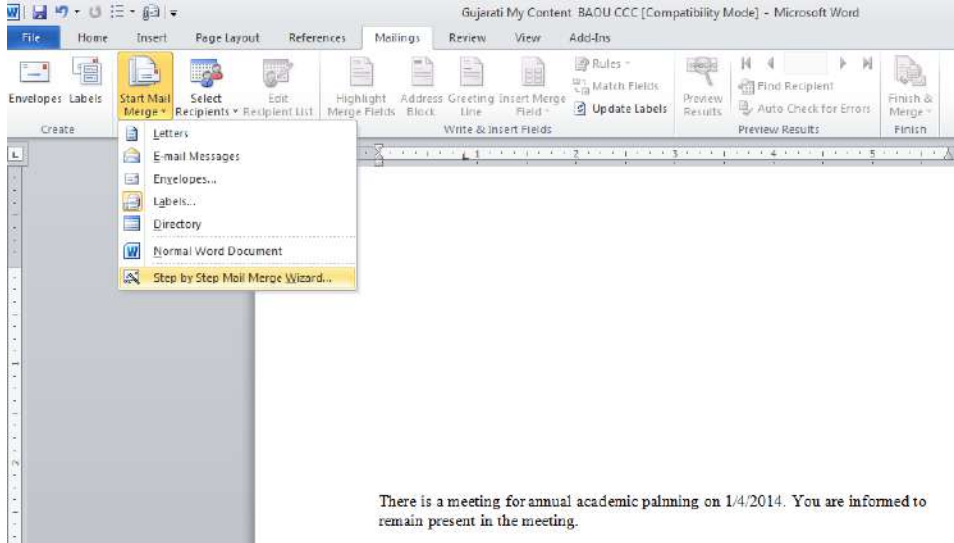 Gujarati My Content BAOU CCC [Compatibility Mode] - Microsoft Word
File Home Insert Page Layout References Mailings Review View Add-Ins
Envelopes Labels
Create
Start Mail Merge
Select Recipients
Edit Recipient List
Highlight Merge Fields
Address Block
Greeting Line
Insert Merge Field
Rules
Match Fields
Update Labels
Write & Insert Fields
Preview Results
Find Recipient
Auto Check for Errors
Preview Results
Finish & Merge
Finish
Letters
E-mail Messages
Envelopes...
Labels...
Directory
Normal Word Document
Step by Step Mail Merge Wizard...
1 2 3 4 5
There is a meeting for annual academic palnning on 1/4/2014. You are informed to
remain present in the meeting.